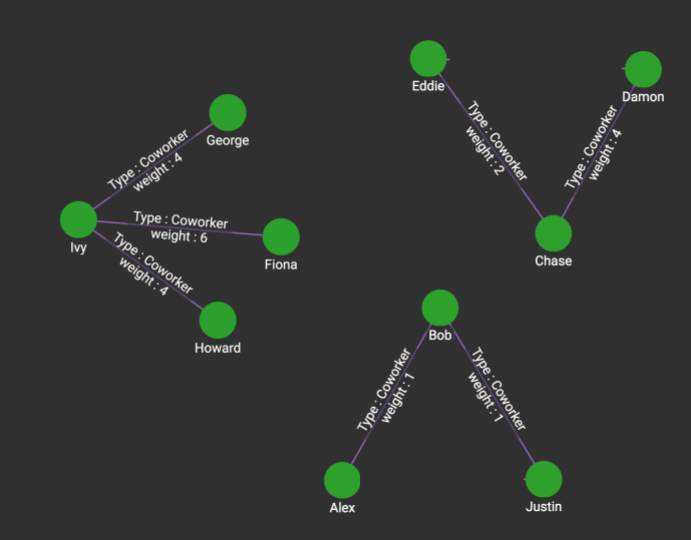 Eddie
Damon
Type : Coworker
weight : 2
Type : Coworker
weight : 4
Chase
George
Type : Coworker
weight : 4
Ivy
Type : Coworker
weight : 6
Fiona
Type : Coworker
weight : 4
Howard
Bob
Type : Coworker
weight : 1
Type : Coworker
weight : 1
Alex
Justin